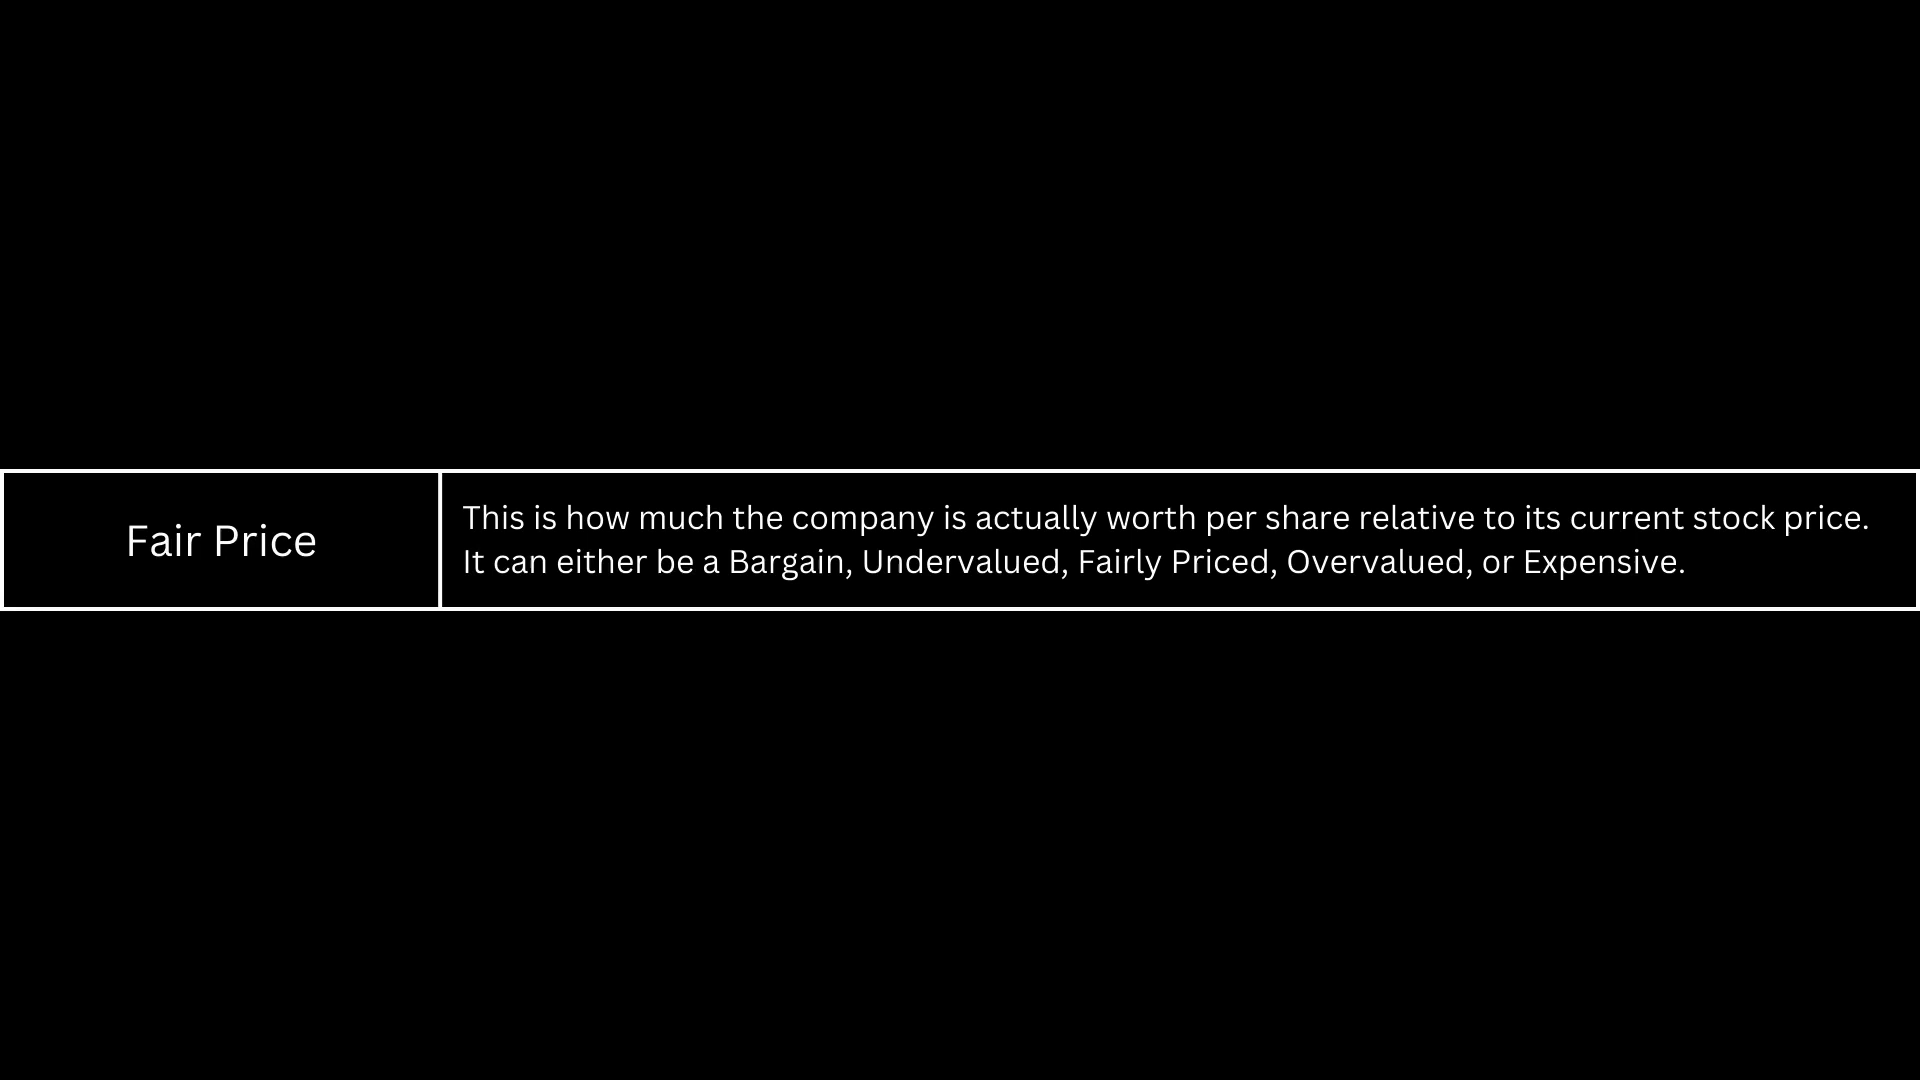 Fair Price
This is how much the company is actually worth per share relative to its current stock price.
It can either be a Bargain, Undervalued, Fairly Priced, Overvalued, or Expensive.